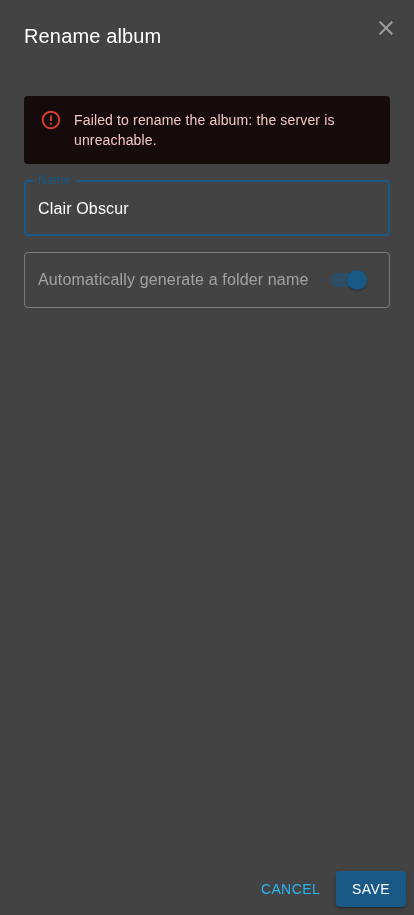 Rename album
Failed to rename the album: the server is
unreachable.
Name
Clair Obscur
Automatically generate a folder name
CANCEL
SAVE